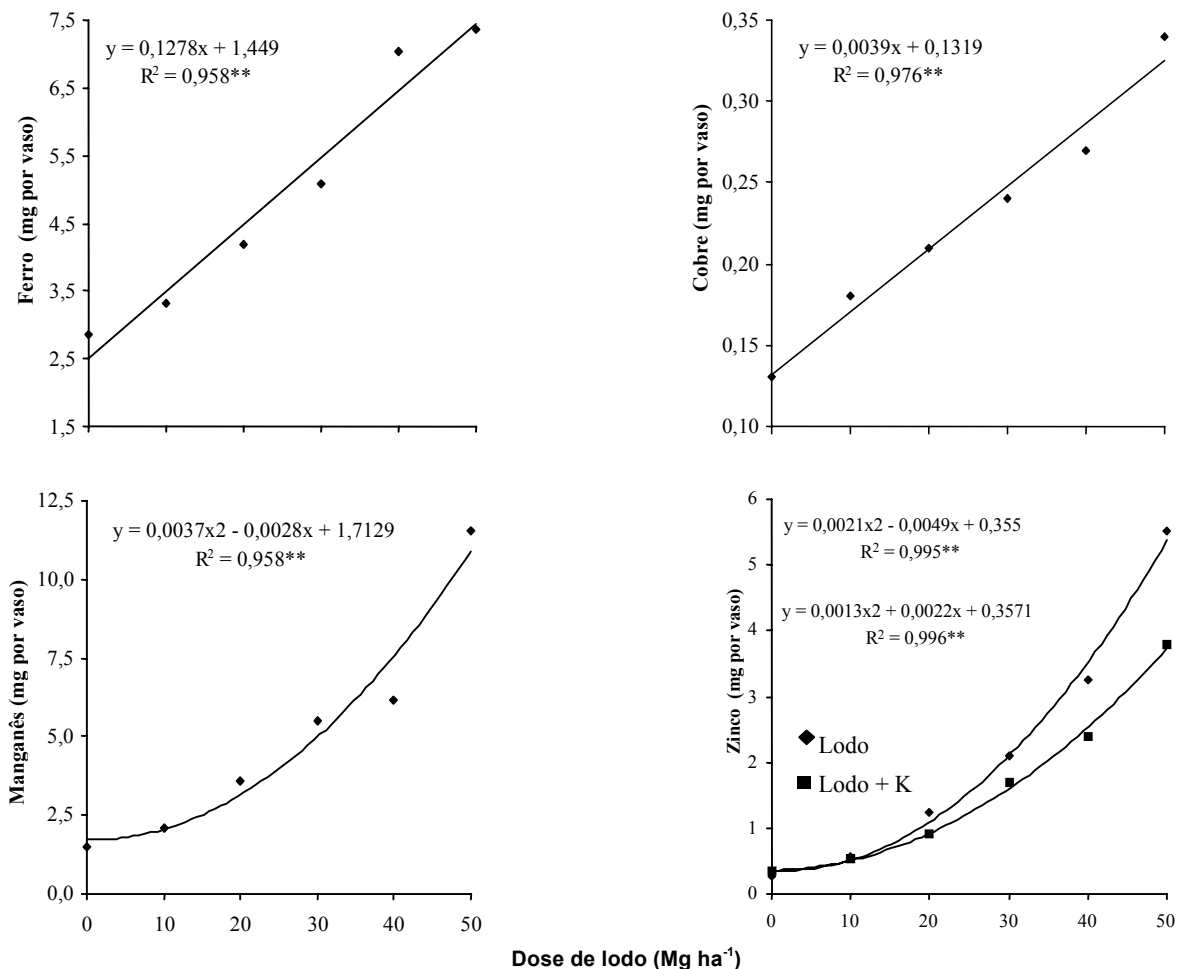 y = 0,1278x + 1,449
R² = 0,958**
Ferro (mg por vaso)
7,5
6,5
5,5
4,5
3,5
2,5
1,5
y = 0,0039x + 0,1319
R² = 0,976**
Cobre (mg por vaso)
0,35
0,30
0,25
0,20
0,15
0,10
y = 0,0037x2 - 0,0028x + 1,7129
R² = 0,958**
Manganês (mg por vaso)
12,5
10,0
7,5
5,0
2,5
0,0
0 10 20 30 40 50
y = 0,0021x2 - 0,0049x + 0,355
R² = 0,995**
y = 0,0013x2 + 0,0022x + 0,3571
R² = 0,996**
Zinco (mg por vaso)
6
5
4
3
2
1
0
Lodo
Lodo + K
0 10 20 30 40 50
Dose de lodo (Mg ha⁻¹)